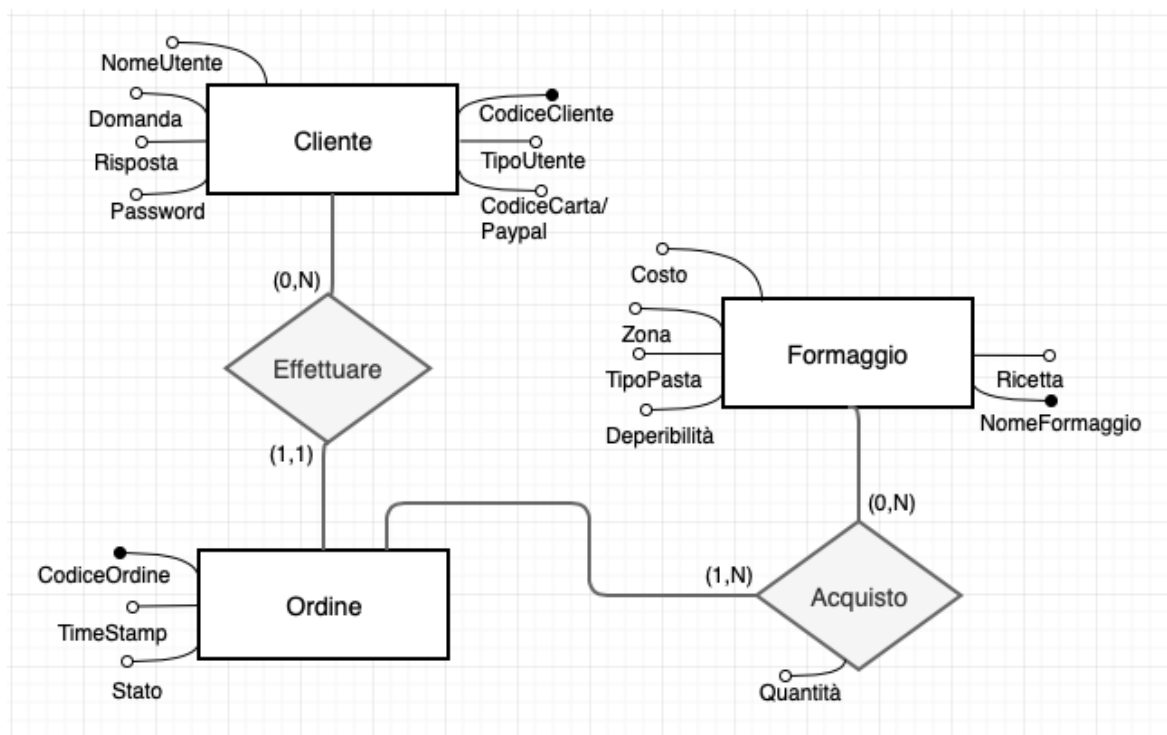 NomeUtente
Domanda
Risposta
Password
Cliente
CodiceCliente
TipoUtente
CodiceCarta/
Paypal
(0,N)
Effettuare
(1,1)
Costo
Zona
TipoPasta
Deperibilità
Formaggio
Ricetta
NomeFormaggio
(0,N)
CodiceOrdine
TimeStamp
Stato
Ordine
(1,N)
Acquisto
Quantità